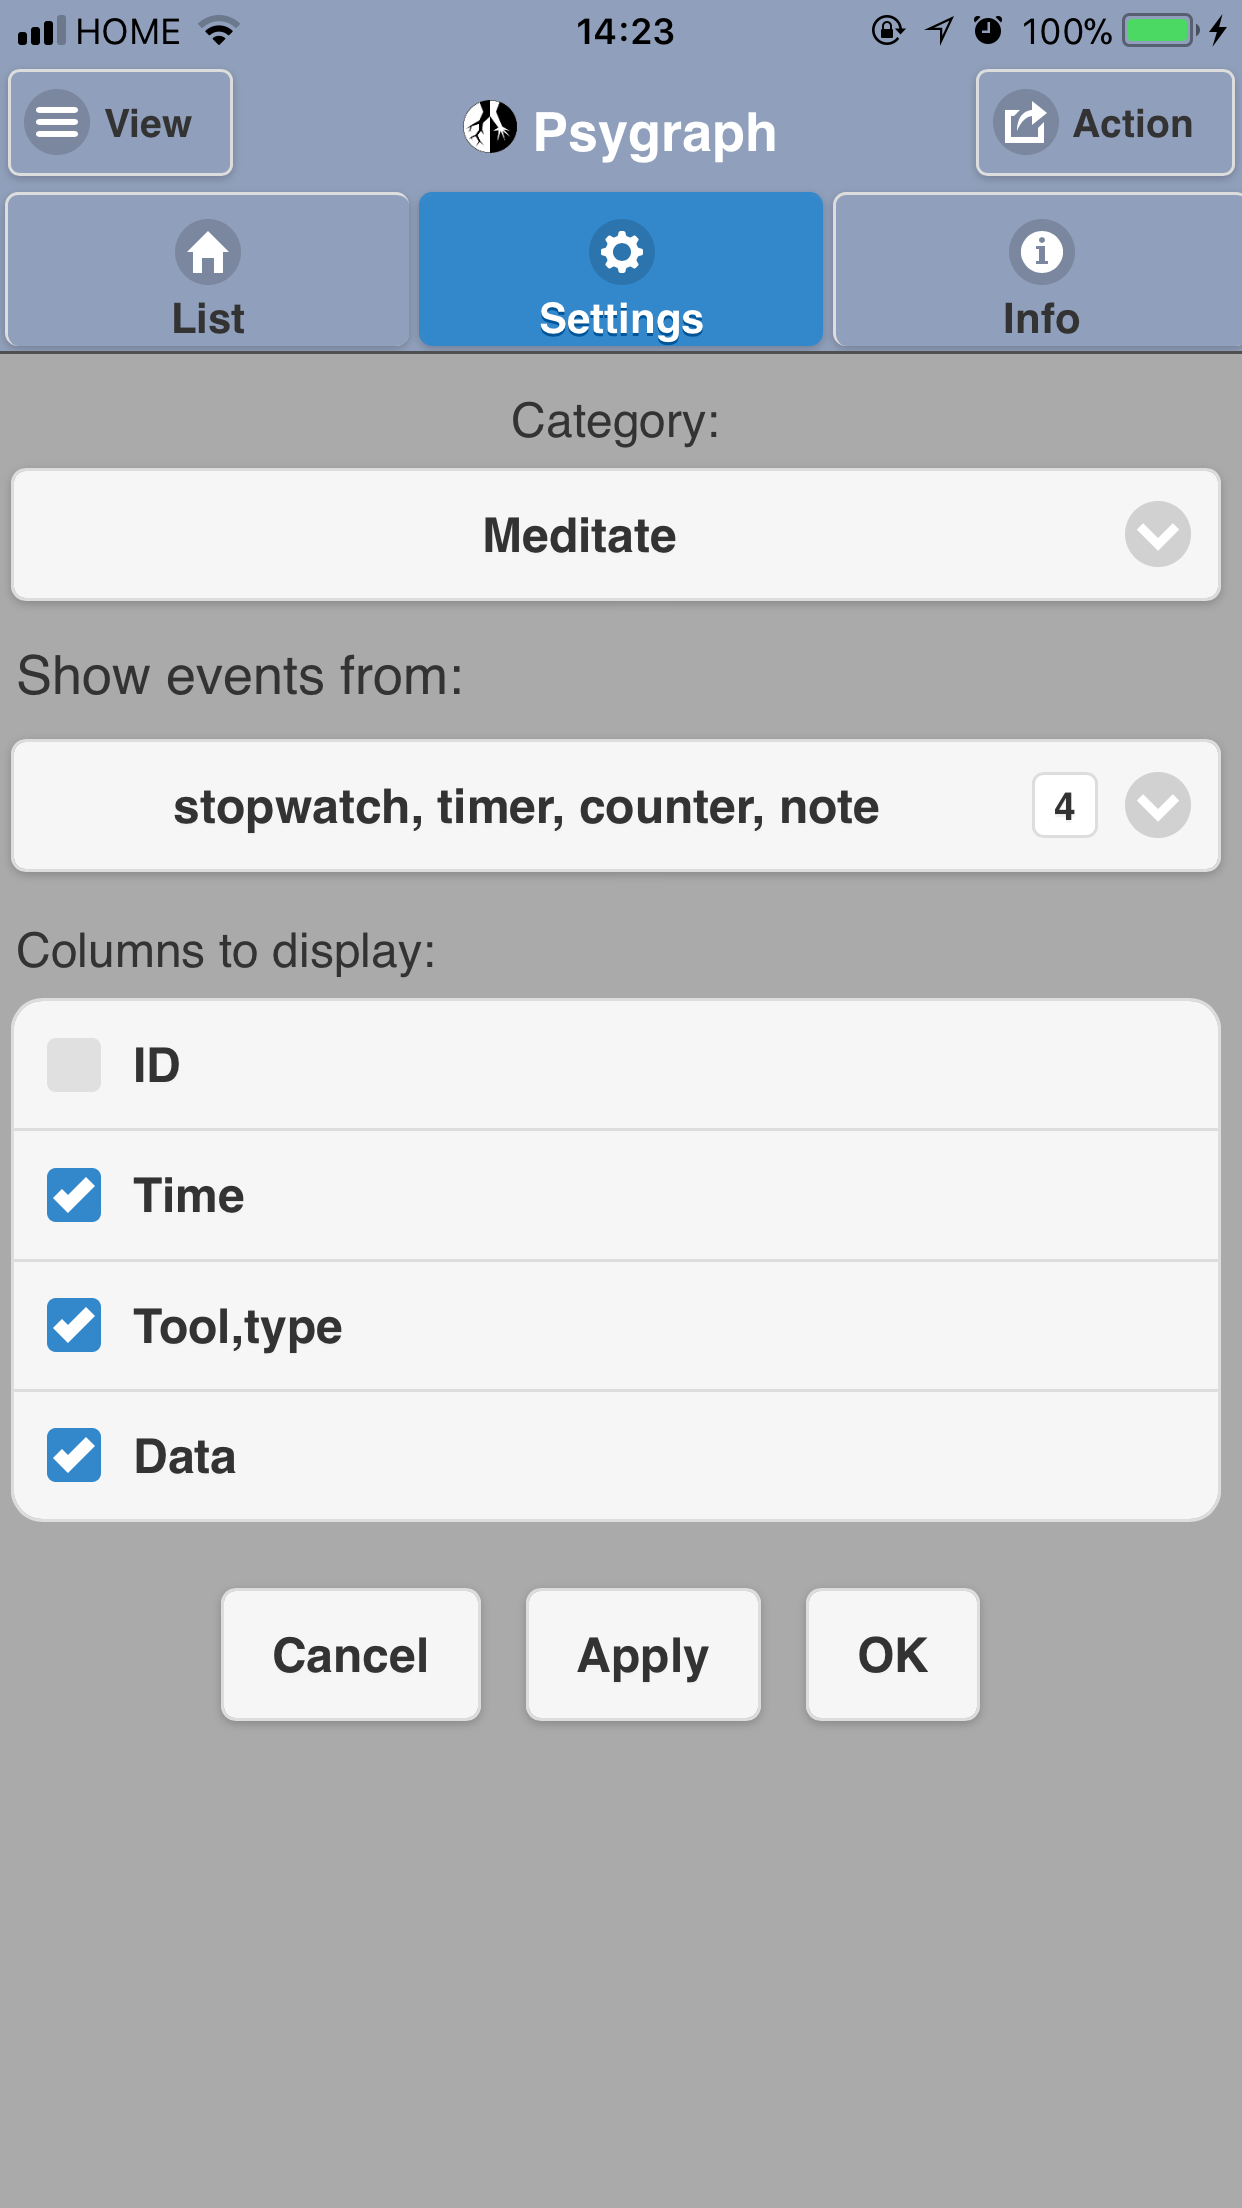 HOME 14:23 100%
View Psygraph Action
List Settings Info
Category:
Meditate
Show events from:
stopwatch, timer, counter, note 4
Columns to display:
ID
Time
Tool,type
Data
Cancel Apply OK